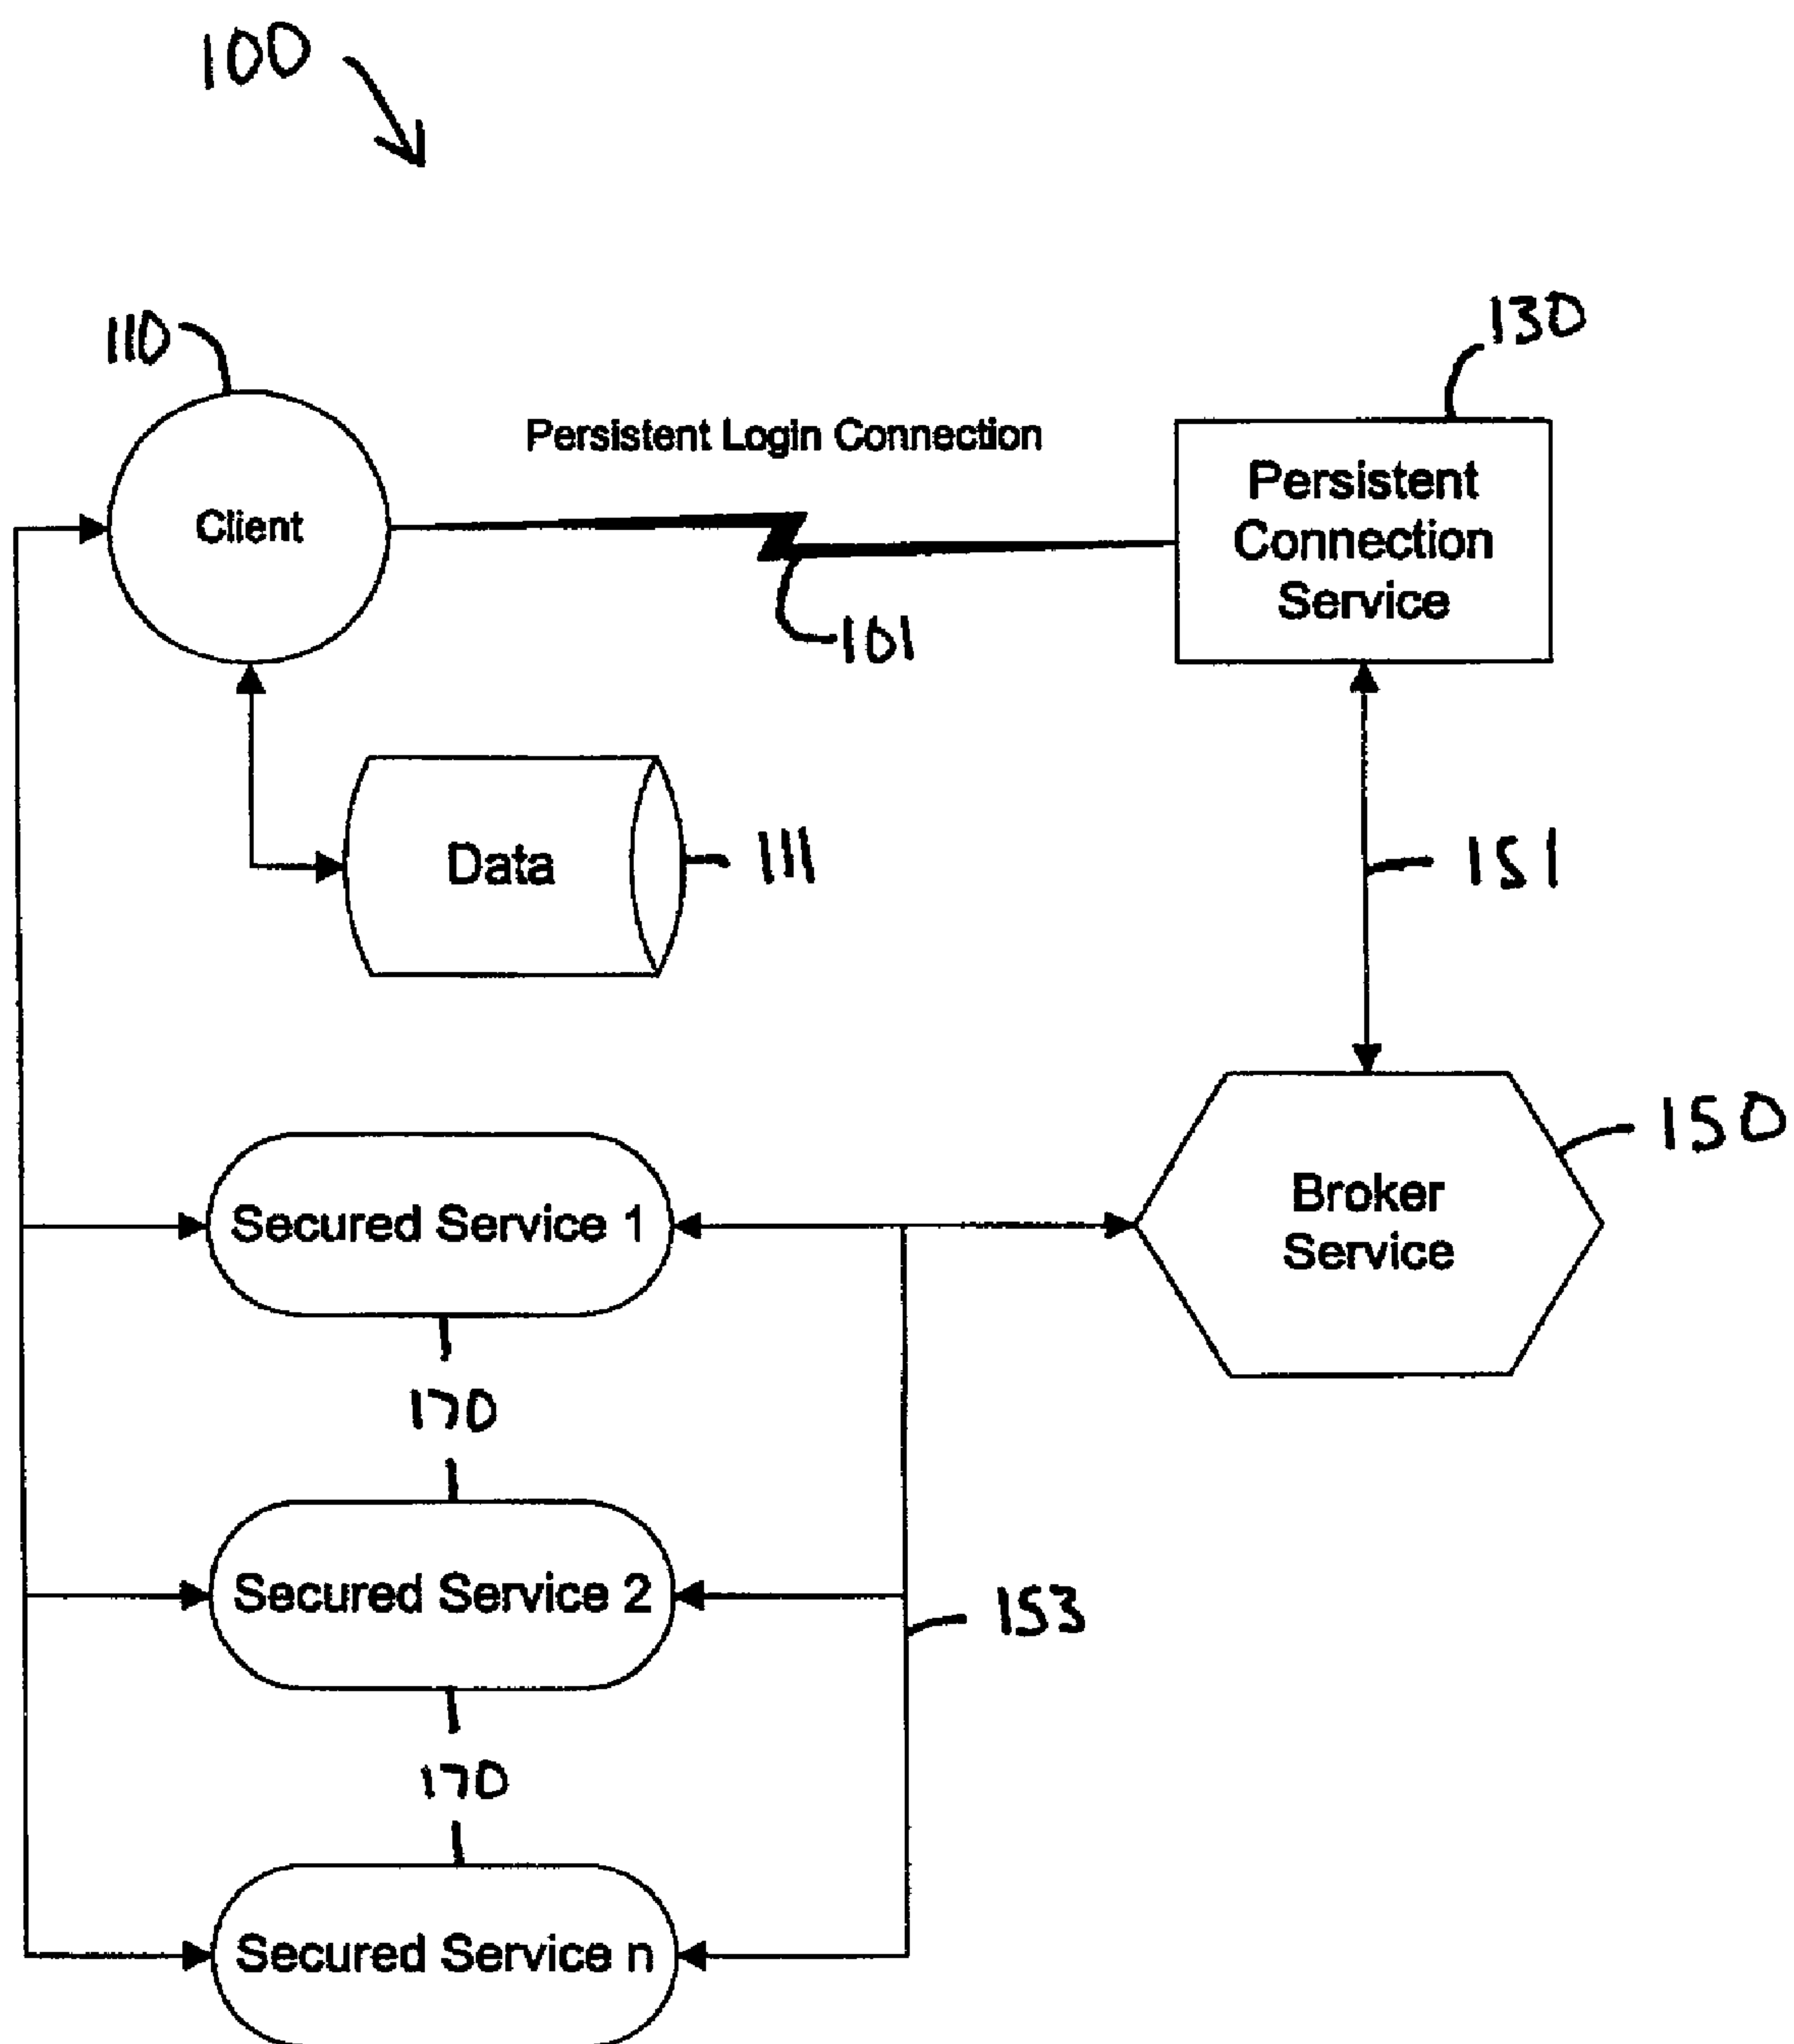 100
110
130
Persistent Login Connection
Persistent
Connection
Service
Client
101
Data
111
151
150
Broker
Service
Secured Service 1
170
Secured Service 2
153
170
Secured Service n